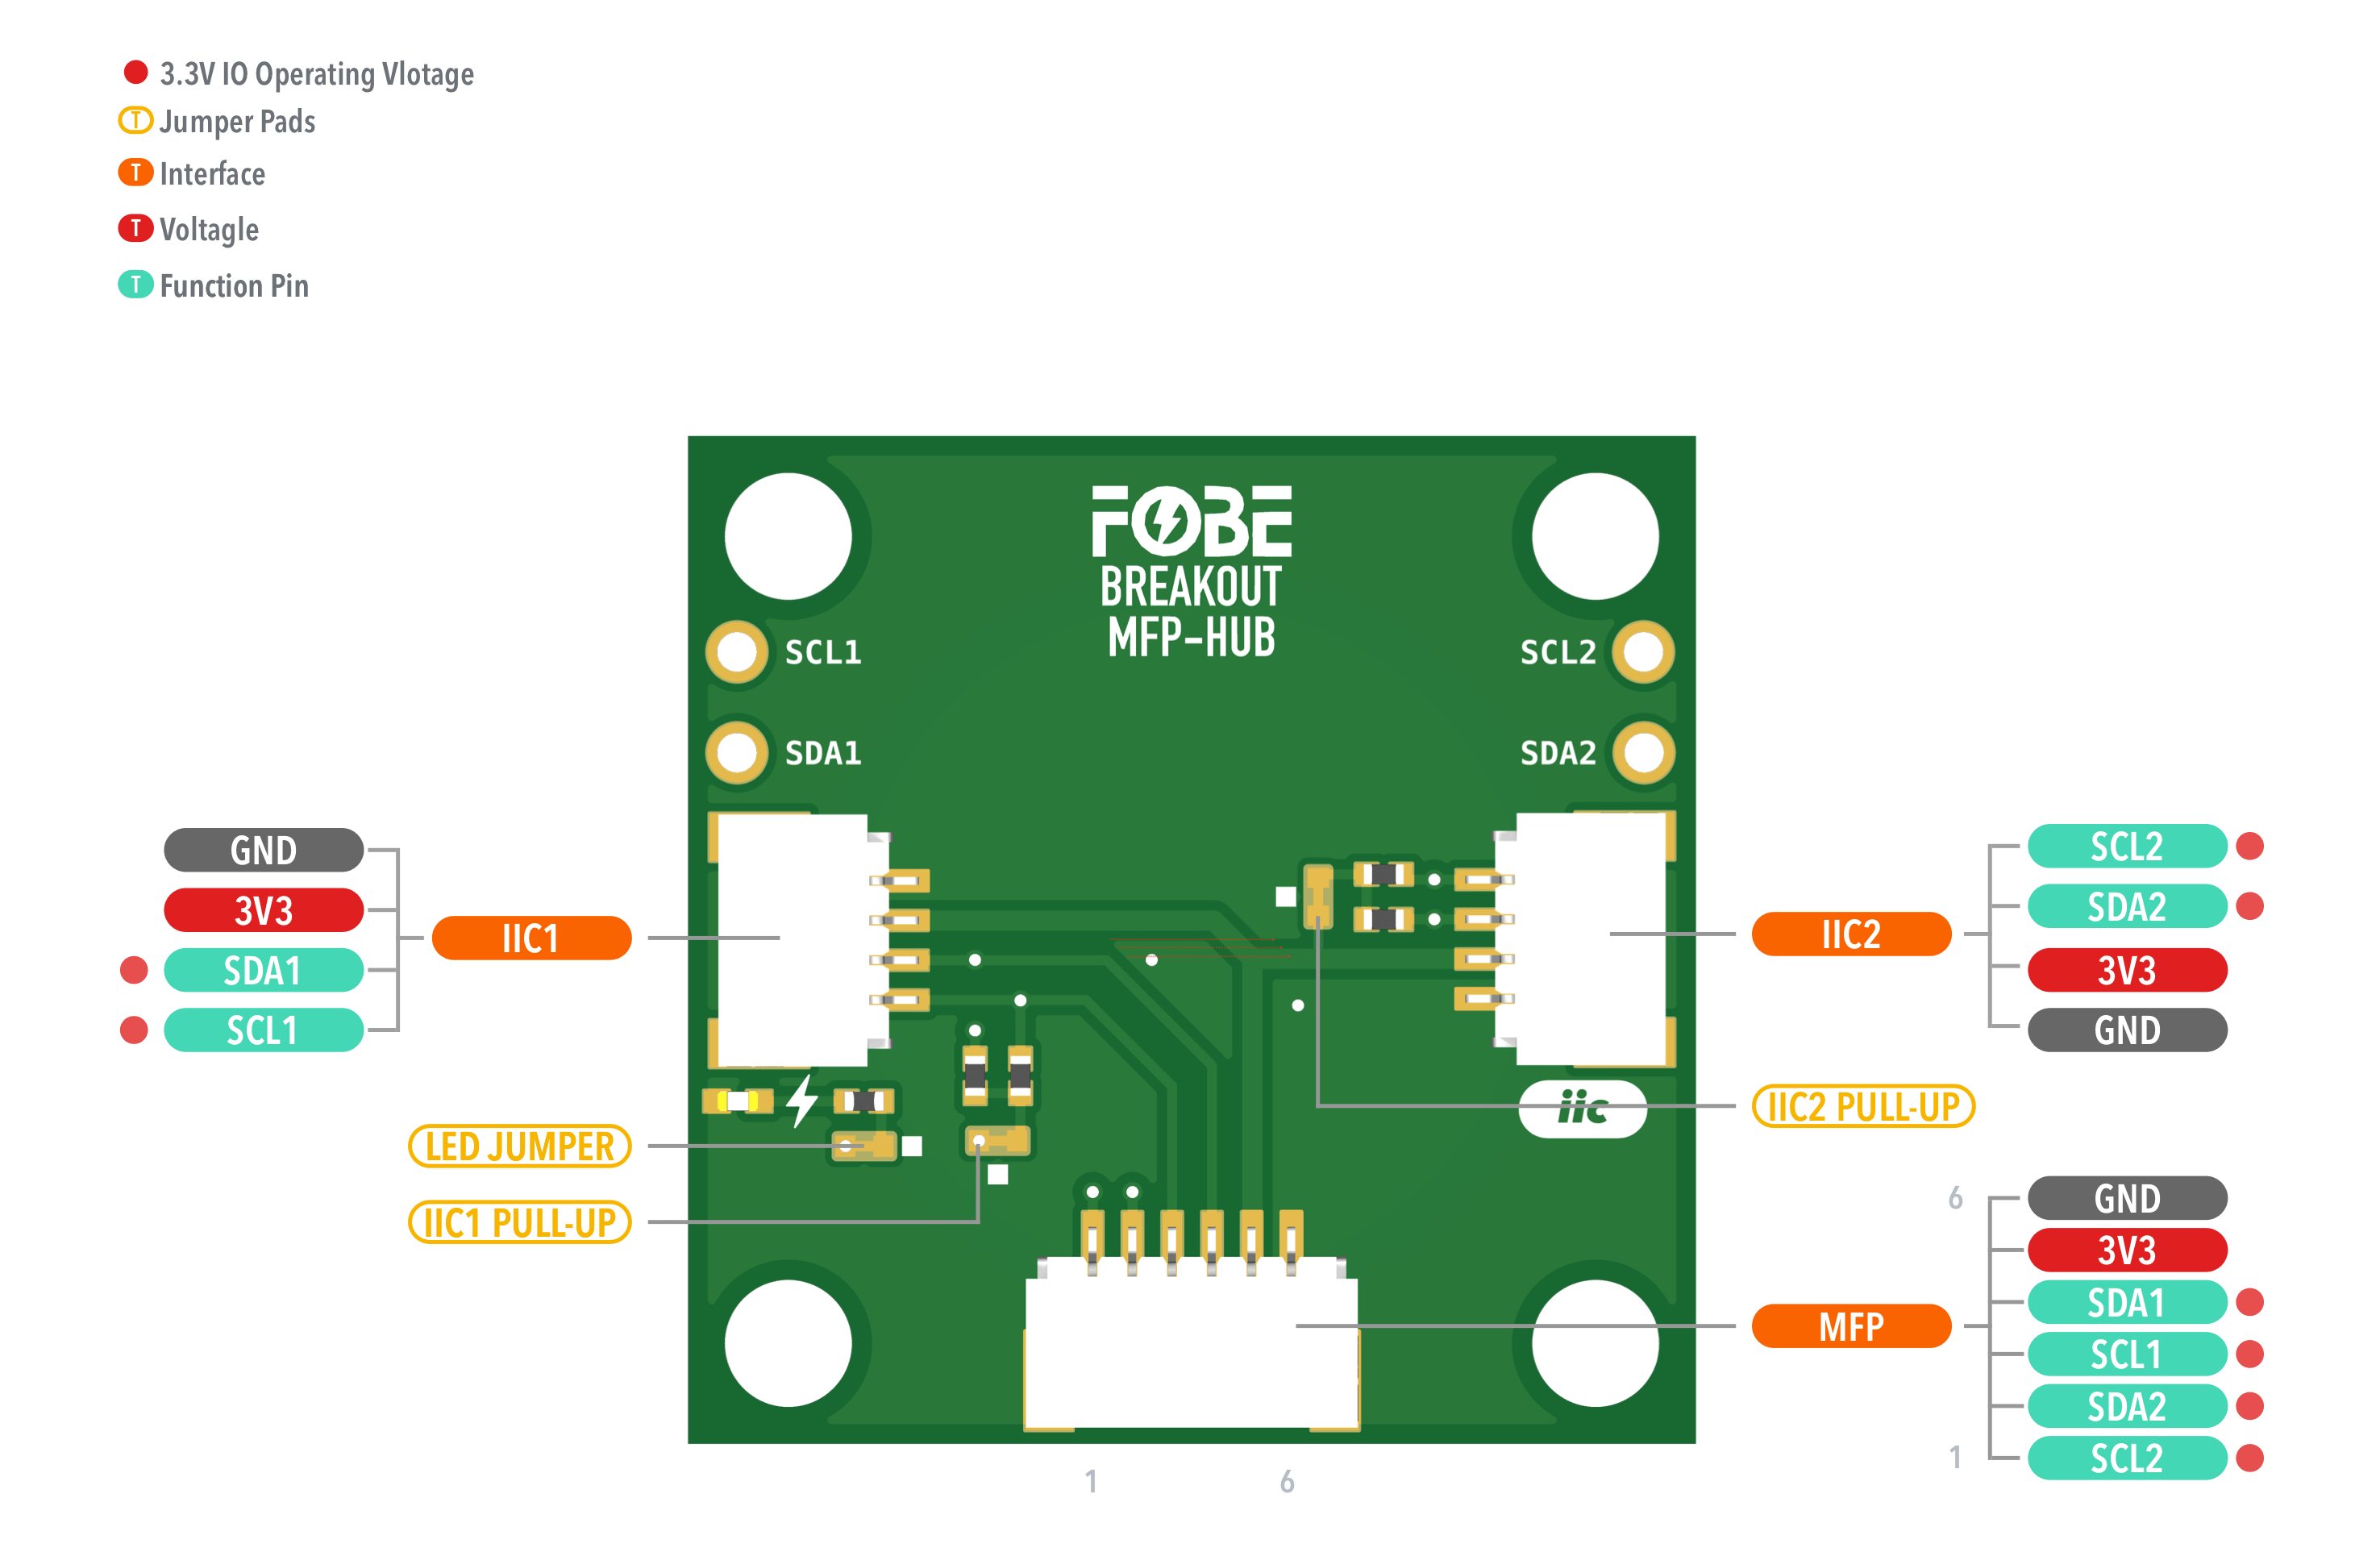 3.3V IO Operating Vlotage
T Jumper Pads
T Interface
T Voltagle
T Function Pin
FOBE
BREAKOUT
MFP-HUB
SCL1
SCL2
SDA1
SDA2
GND
3V3
SDA1
SCL1
IIC1
LED JUMPER
IIC1 PULL-UP
IIC2
SCL2
SDA2
3V3
GND
iic
IIC2 PULL-UP
MFP
6 GND
3V3
SDA1
SCL1
SDA2
1 SCL2
1 6